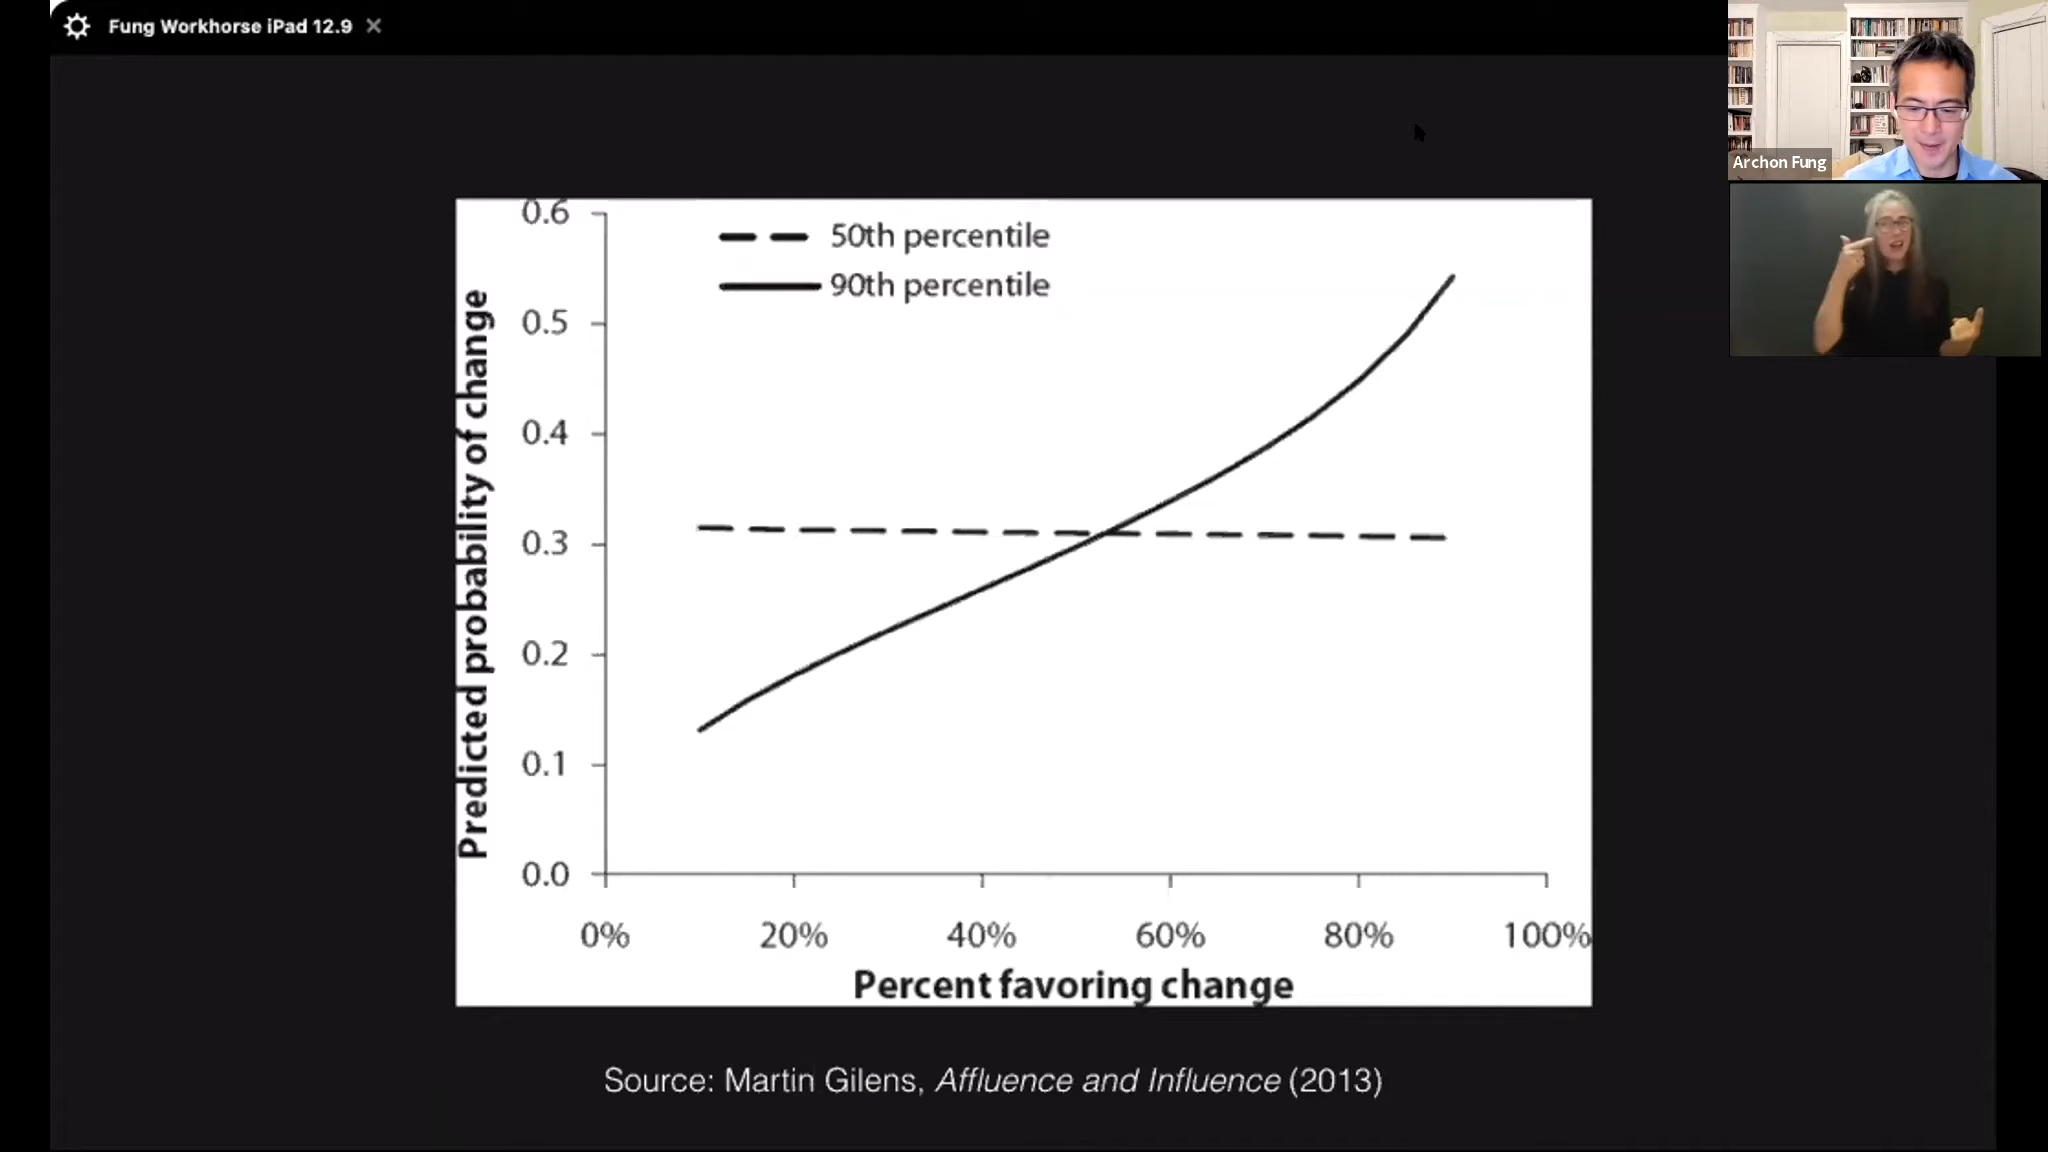 Fung Workhorse iPad 12.9
Archon Fung
0.6
0.5
0.4
0.3
0.2
0.1
0.0
Predicted probability of change
50th percentile
90th percentile
0% 20% 40% 60% 80% 100%
Percent favoring change
Source: Martin Gilens, Affluence and Influence (2013)